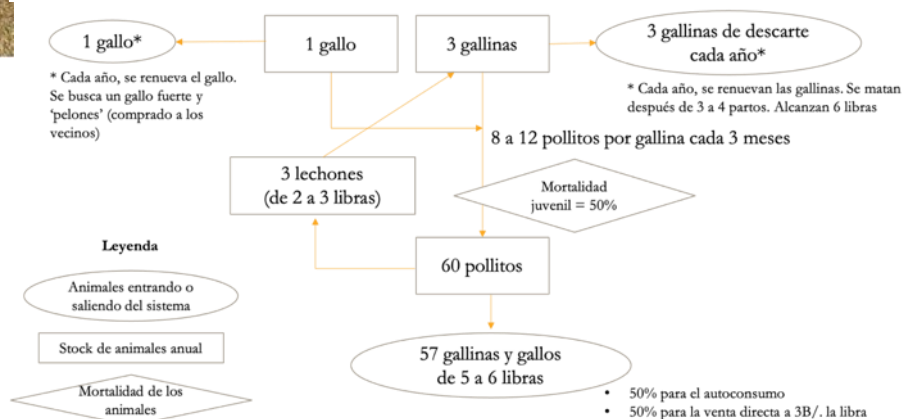 1 gallo*
1 gallo
3 gallinas
3 gallinas de descarte
cada año*
* Cada año, se renueva el gallo.
Se busca un gallo fuerte y
‘pelones’ (comprado a los
vecinos)
* Cada año, se renuevan las gallinas. Se matan
después de 3 a 4 partos. Alcanzan 6 libras
8 a 12 pollitos por gallina cada 3 meses
3 lechones
(de 2 a 3 libras)
Mortalidad
juvenil = 50%
60 pollitos
Leyenda
Animales entrando o
saliendo del sistema
Stock de animales anual
Mortalidad de los
animales
57 gallinas y gallos
de 5 a 6 libras
• 50% para el autoconsumo
• 50% para la venta directa a 3B/. la libra